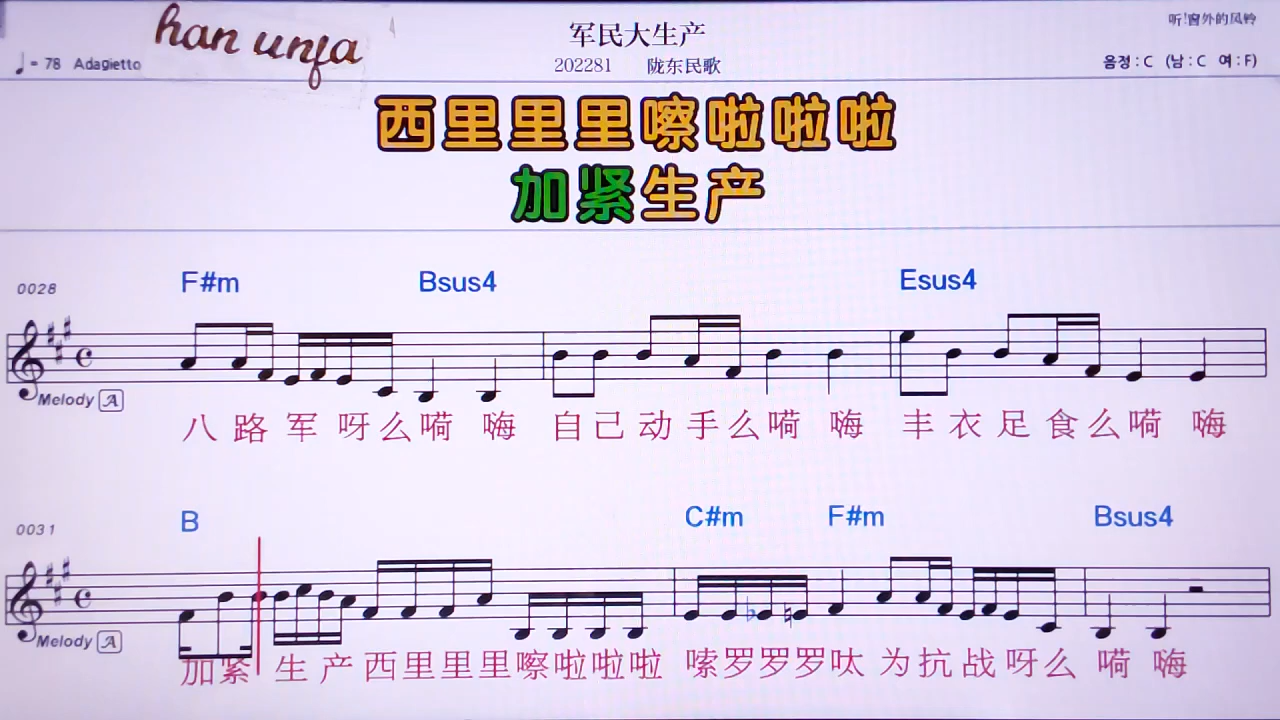 han unfa
军民大生产
听!窗外的风铃
♩= 78 Adagietto
202281 陇东民歌
음정 : C (남 : C 여 : F)
西里里里嚓啦啦啦
加紧生产
0028
F#m Bsus4 Esus4
Melody A
八路军呀么嗬嗨 自己动手么嗬嗨 丰衣足食么嗬嗨
0031
B C#m F#m Bsus4
Melody A
加紧生产西里里里嚓啦啦啦 嗦罗罗罗呔 为抗战呀么嗬嗨